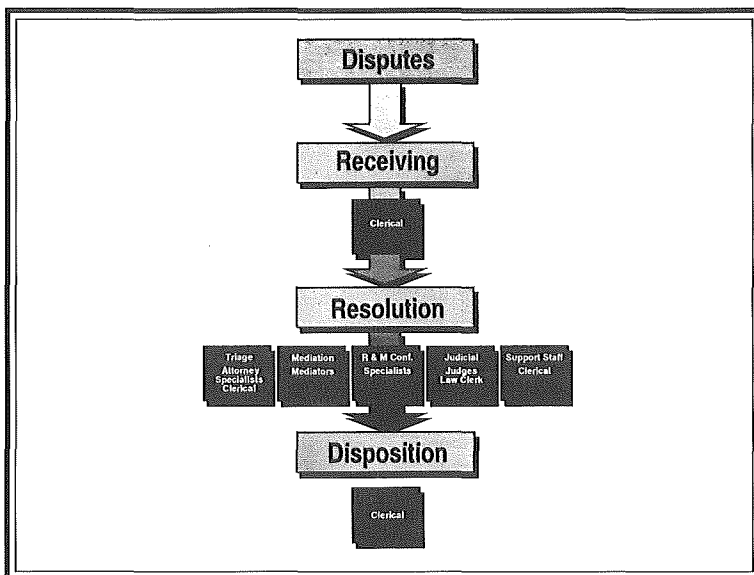 Disputes
Receiving
Clerical
Resolution
Triage
Attorney
Specialists
Clerical
Mediation
Mediators
R & M Conf.
Specialists
Judicial
Judges
Law Clerk
Support Staff
Clerical
Disposition
Clerical